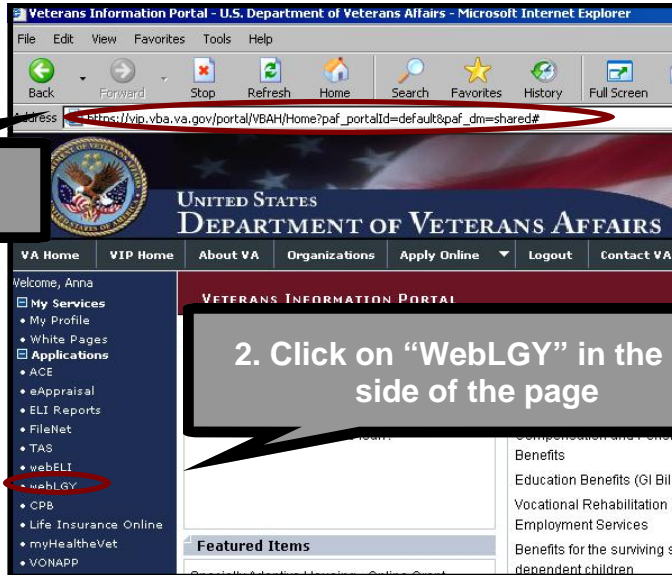 Veterans Information Portal - U.S. Department of Veterans Affairs - Microsoft Internet Explorer
File Edit View Favorites Tools Help
Back Forward Stop Refresh Home Search Favorites History Full Screen
Address https://vip.vba.va.gov/portal/VBAH/Home?paf_portalId=default&paf_dm=shared#
UNITED STATES
DEPARTMENT OF VETERANS AFFAIRS
VA Home VIP Home About VA Organizations Apply Online Logout Contact VA
Welcome, Anna
My Services
• My Profile
• White Pages
Applications
• ACE
• eAppraisal
• ELI Reports
• FileNet
• TAS
• webELI
• webLGY
• CPB
• Life Insurance Online
• myHealtheVet
• VONAPP
VETERANS INFORMATION PORTAL
2. Click on “WebLGY” in the
side of the page
Benefits
Education Benefits (GI Bil
Vocational Rehabilitation
Employment Services
Benefits for the surviving s
dependent children
Featured Items